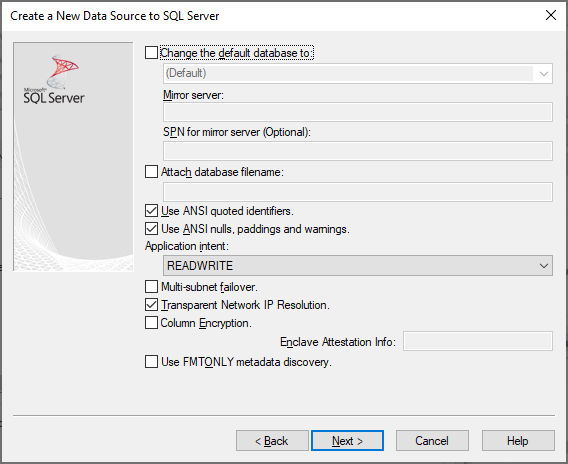 Create a New Data Source to SQL Server
Microsoft
SQL Server
Change the default database to:
(Default)
Mirror server:
SPN for mirror server (Optional):
Attach database filename:
Use ANSI quoted identifiers.
Use ANSI nulls, paddings and warnings.
Application intent:
READWRITE
Multi-subnet failover.
Transparent Network IP Resolution.
Column Encryption.
Enclave Attestation Info:
Use FMTONLY metadata discovery.
< Back
Next >
Cancel
Help